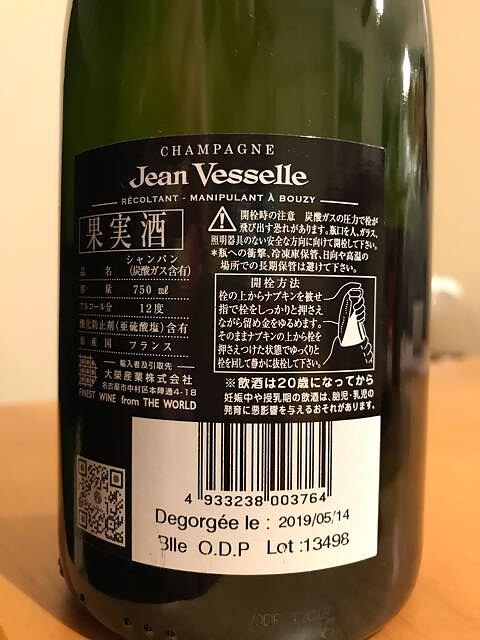 CHAMPAGNE
Jean Vesselle
RÉCOLTANT - MANIPULANT À BOUZY
果実酒
品 名 シャンパン
(炭酸ガス含有)
容 量 750 ml
アルコール分 12度
酸化防止剤(亜硫酸塩)含有
原産国 フランス
輸入者及引取先
大榮産業株式会社
名古屋市中村区本陣通4-18
FINEST WINE from THE WORLD
開栓時の注意 炭酸ガスの圧力で栓が
飛び出す恐れがあります。瓶口を人、ガラス、
照明器具のない安全な方向に向けて開栓して下さい。
*瓶への衝撃、冷凍庫保管、日向や高温の
場所での長期保管は避けて下さい。
開栓方法
栓の上からナプキンを被せ
指で栓をしっかりと押さえ
ながら留め金をゆるめます。
そのままナプキンの上から栓を
押さえつけた状態でゆっくりと
栓を回して静かに抜栓して下さい。
※飲酒は20歳になってから
妊娠中や授乳期の飲酒は、胎児・乳児の
発育に悪影響を与えるおそれがあります。
4 933238 003764
Degorgée le : 2019/05/14
Blle O.D.P Lot :13498